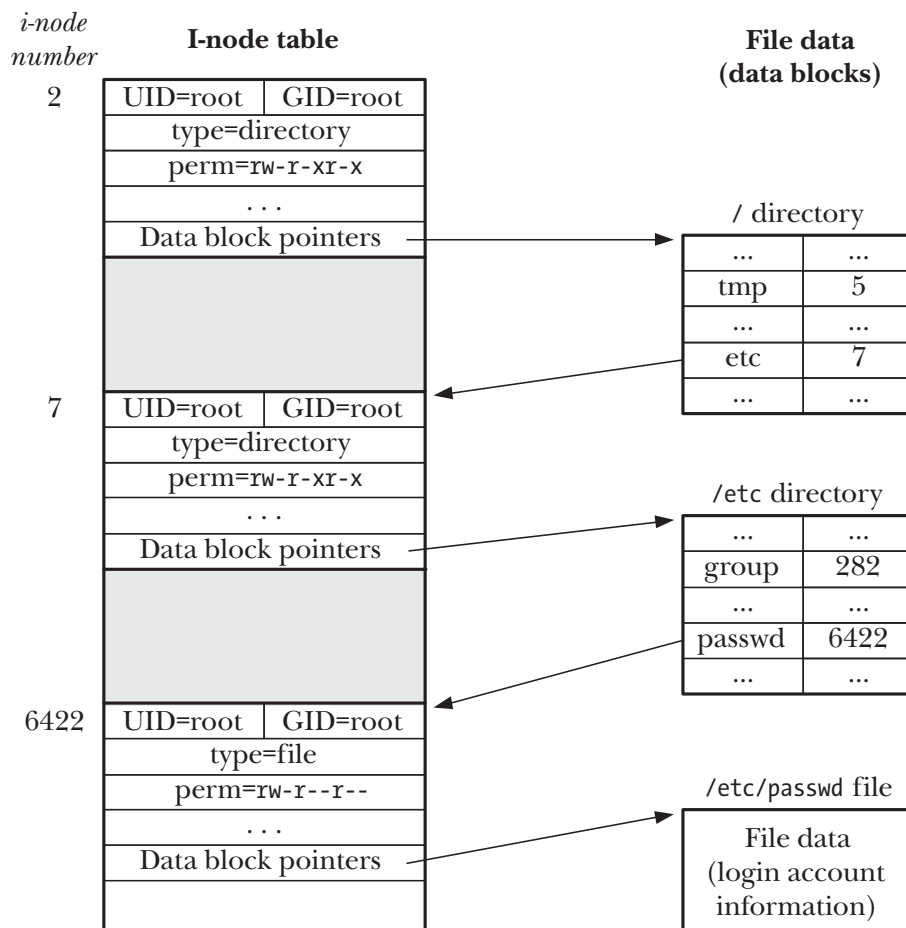 i-node
number
I-node table
File data
(data blocks)
2
UID=root GID=root
type=directory
perm=rw-r-xr-x
. . .
Data block pointers
/ directory
... ...
tmp 5
... ...
etc 7
... ...
7
UID=root GID=root
type=directory
perm=rw-r-xr-x
. . .
Data block pointers
/etc directory
... ...
group 282
... ...
passwd 6422
... ...
6422
UID=root GID=root
type=file
perm=rw-r--r--
. . .
Data block pointers
/etc/passwd file
File data
(login account
information)